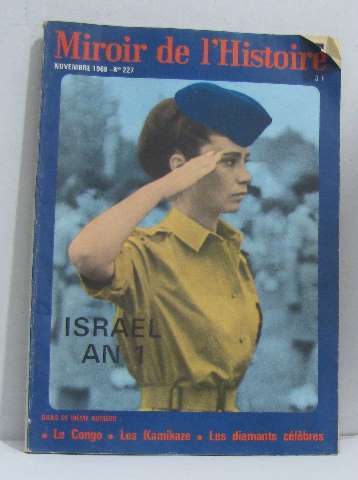 Miroir de l'Histoire
NOVEMBRE 1968 - N° 227
3 F
ISRAEL
AN 1
DANS CE MÊME NUMÉRO :
• Le Congo • Les Kamikaze • Les diamants célèbres